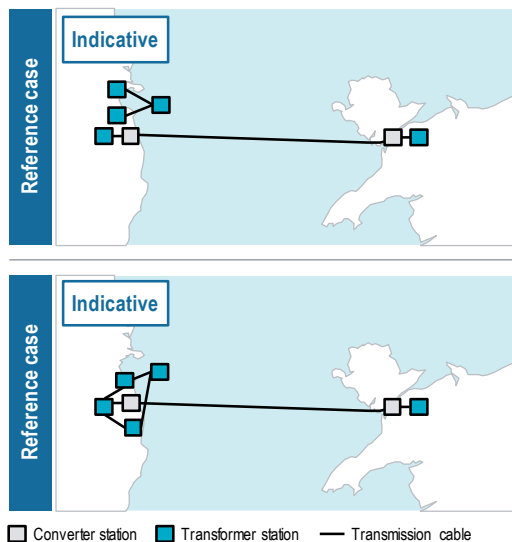 Reference case
Indicative
Reference case
Indicative
Converter station
Transformer station
Transmission cable